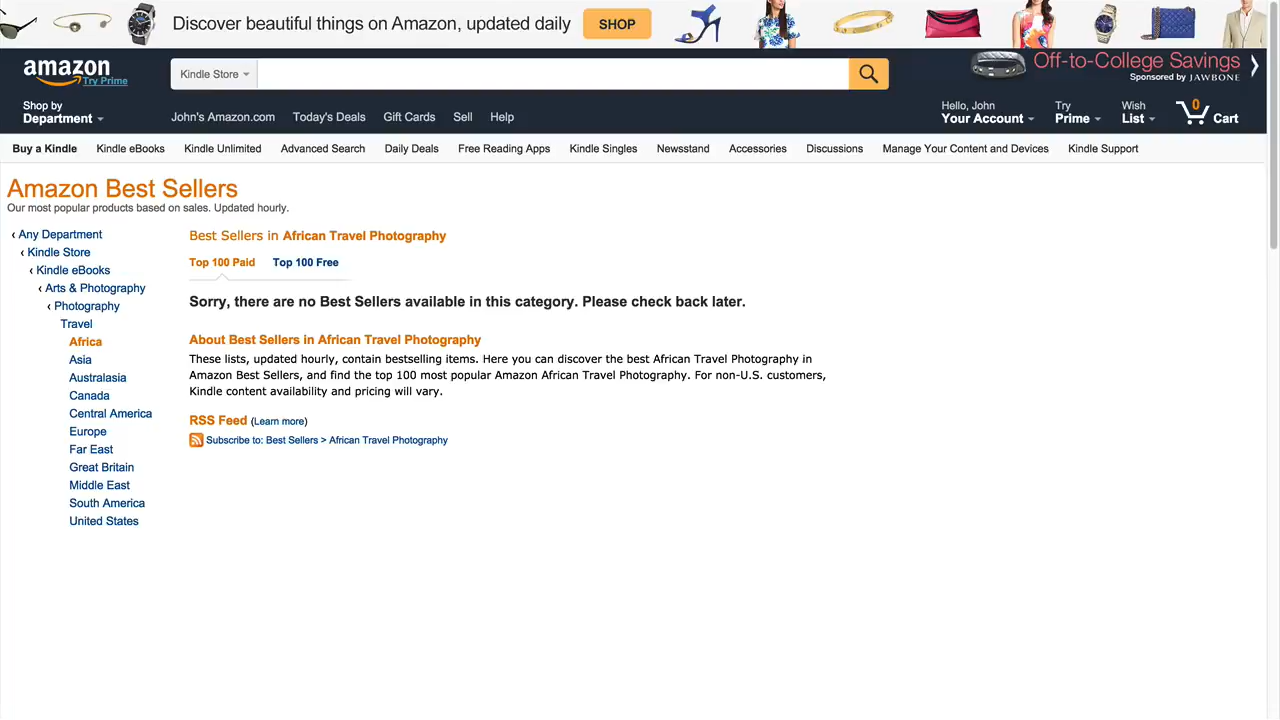 Discover beautiful things on Amazon, updated daily
SHOP
amazon
Try Prime
Kindle Store
Off-to-College Savings
Sponsored by JAWBONE
Shop by
Department
John's Amazon.com
Today's Deals
Gift Cards
Sell
Help
Hello, John
Your Account
Try
Prime
Wish
List
0
Cart
Buy a Kindle
Kindle eBooks
Kindle Unlimited
Advanced Search
Daily Deals
Free Reading Apps
Kindle Singles
Newsstand
Accessories
Discussions
Manage Your Content and Devices
Kindle Support
Amazon Best Sellers
Our most popular products based on sales. Updated hourly.
‹ Any Department
‹ Kindle Store
‹ Kindle eBooks
‹ Arts & Photography
‹ Photography
Travel
Africa
Asia
Australasia
Canada
Central America
Europe
Far East
Great Britain
Middle East
South America
United States
Best Sellers in African Travel Photography
Top 100 Paid
Top 100 Free
Sorry, there are no Best Sellers available in this category. Please check back later.
About Best Sellers in African Travel Photography
These lists, updated hourly, contain bestselling items. Here you can discover the best African Travel Photography in
Amazon Best Sellers, and find the top 100 most popular Amazon African Travel Photography. For non-U.S. customers,
Kindle content availability and pricing will vary.
RSS Feed (Learn more)
Subscribe to: Best Sellers > African Travel Photography